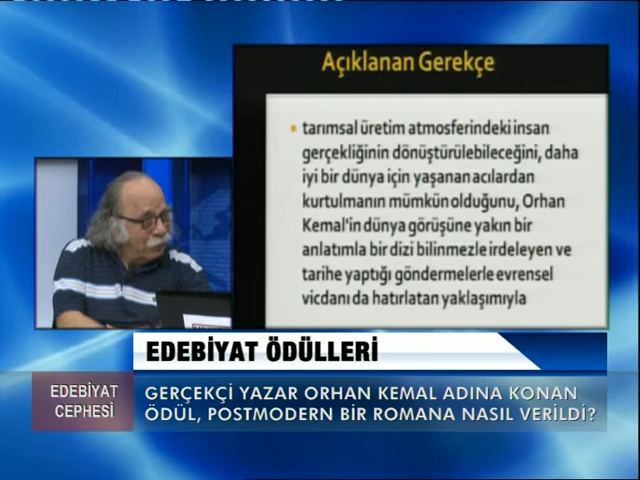 Açıklanan Gerekçe
tarımsal üretim atmosferindeki insan
gerçekliğinin dönüştürülebileceğini, daha
iyi bir dünya için yaşanan acılardan
kurtulmanın mümkün olduğunu, Orhan
Kemal'in dünya görüşüne yakın bir
anlatımla bir dizi bilinmezle irdeleyen ve
tarihe yaptığı göndermelerle evrensel
vicdanı da hatırlatan yaklaşımıyla
EDEBİYAT ÖDÜLLERİ
EDEBİYAT
CEPHESİ
GERÇEKÇİ YAZAR ORHAN KEMAL ADINA KONAN
ÖDÜL, POSTMODERN BİR ROMANA NASIL VERİLDİ?